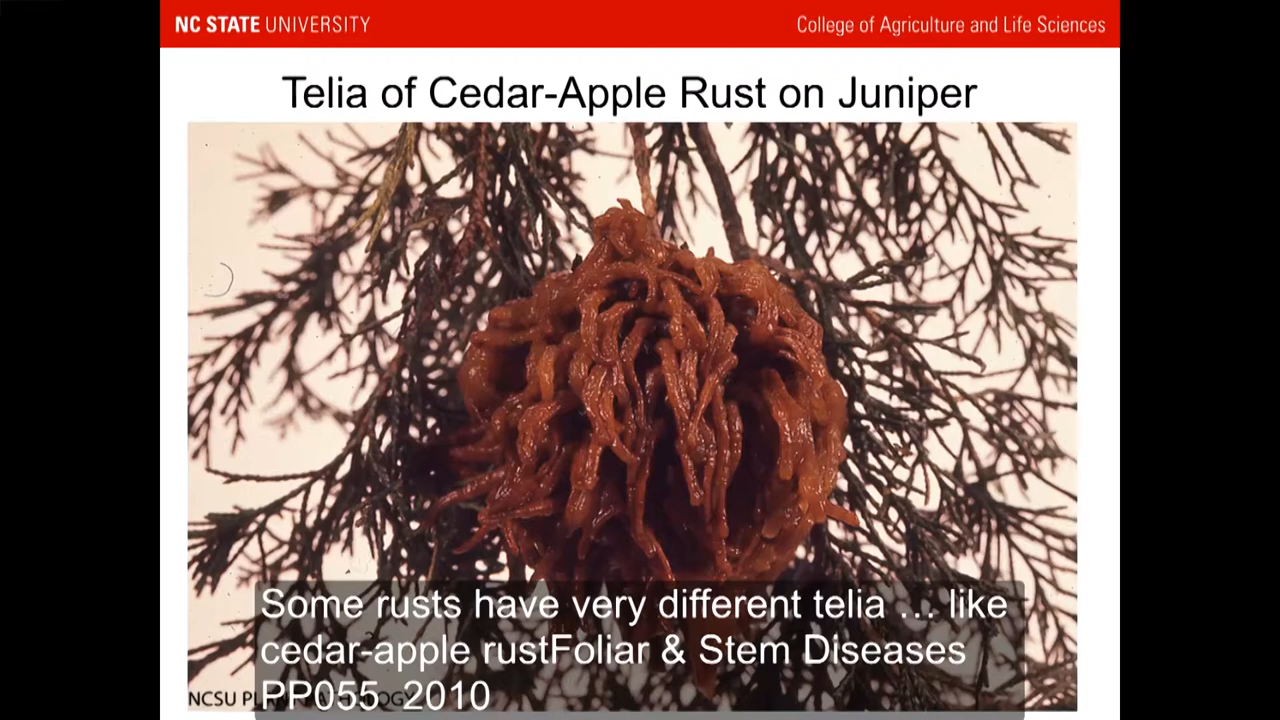 NC STATE UNIVERSITY
College of Agriculture and Life Sciences
Telia of Cedar-Apple Rust on Juniper
Some rusts have very different telia … like
cedar-apple rustFoliar & Stem Diseases
PP055 2010
NCSU